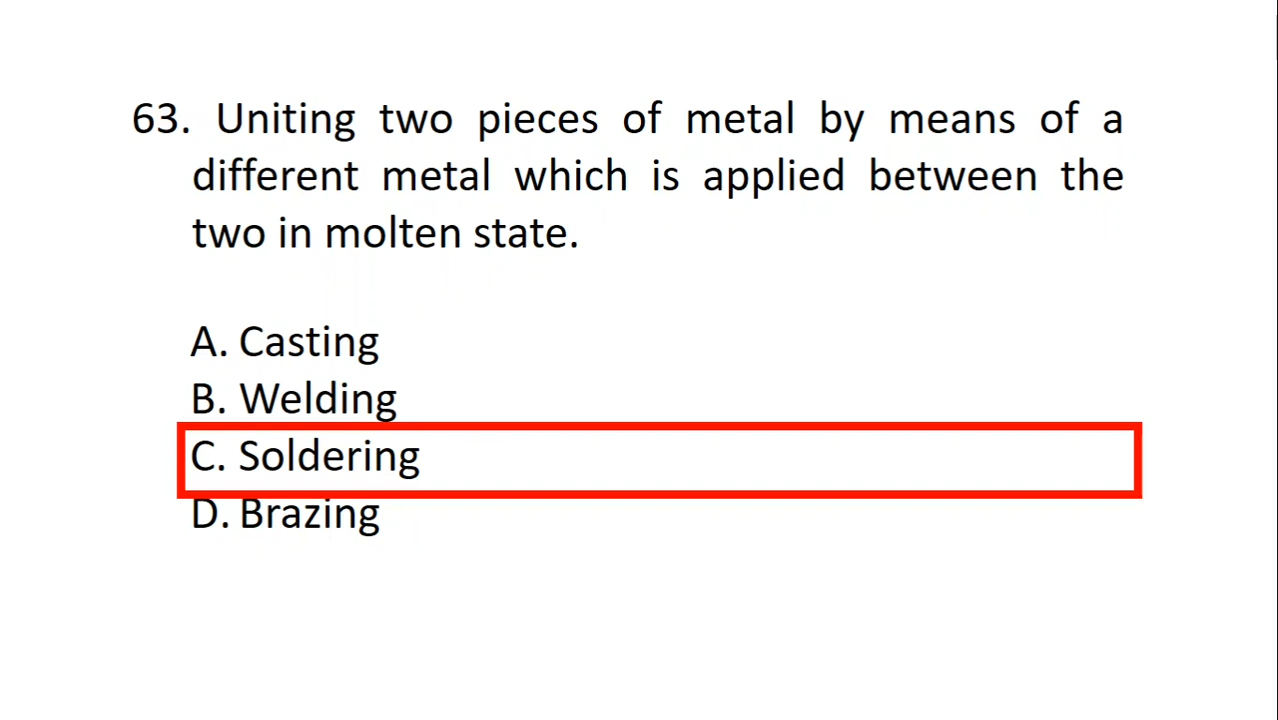 63. Uniting two pieces of metal by means of a
different metal which is applied between the
two in molten state.
A. Casting
B. Welding
C. Soldering
D. Brazing